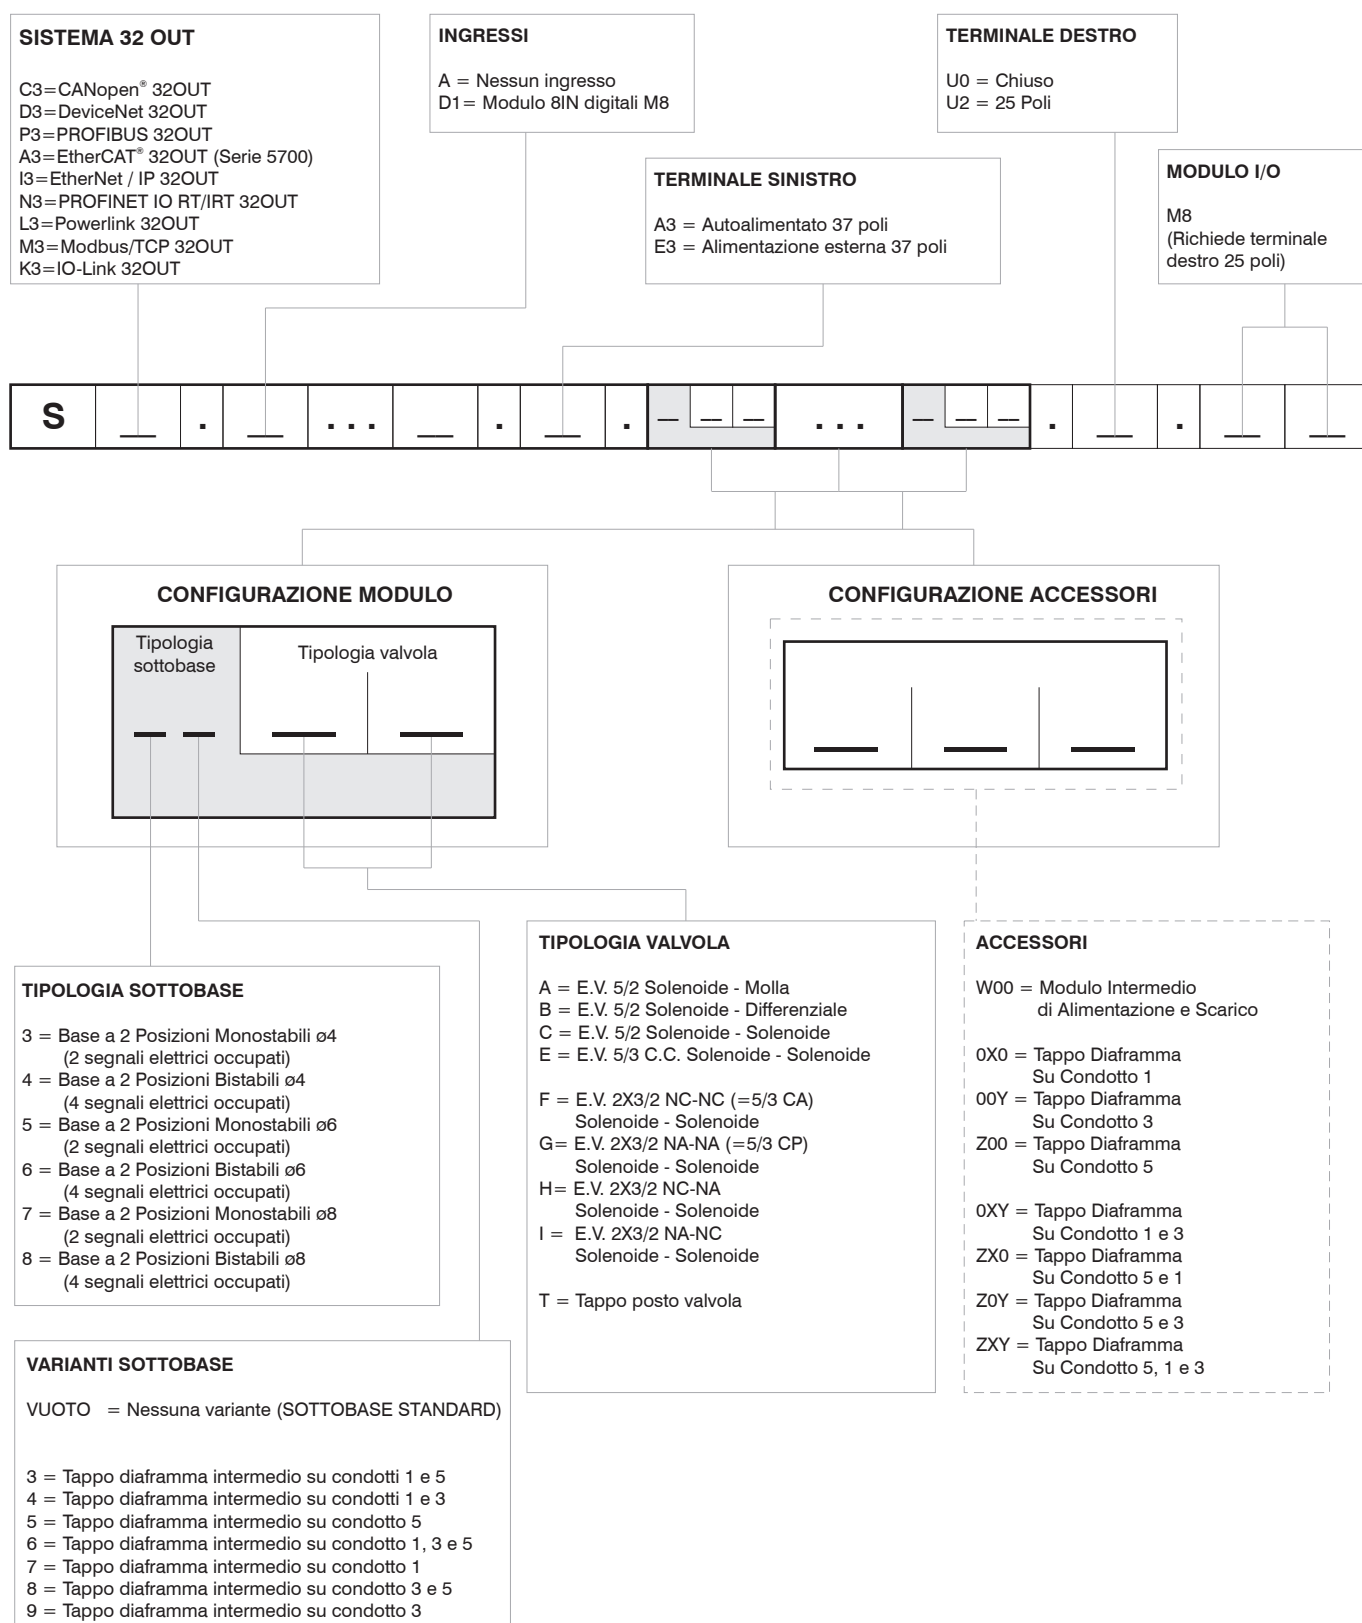 SISTEMA 32 OUT
C3=CANopen® 32OUT
D3=DeviceNet 32OUT
P3=PROFIBUS 32OUT
A3=EtherCAT® 32OUT (Serie 5700)
I3=EtherNet / IP 32OUT
N3=PROFINET IO RT/IRT 32OUT
L3=Powerlink 32OUT
M3=Modbus/TCP 32OUT
K3=IO-Link 32OUT
INGRESSI
A = Nessun ingresso
D1= Modulo 8IN digitali M8
TERMINALE SINISTRO
A3 = Autoalimentato 37 poli
E3 = Alimentazione esterna 37 poli
TERMINALE DESTRO
U0 = Chiuso
U2 = 25 Poli
MODULO I/O
M8
(Richiede terminale
destro 25 poli)
S __ . __ ... __ . __ . __ __ __ ... __ __ __ . __ . __ __
CONFIGURAZIONE MODULO
Tipologia
sottobase
Tipologia valvola
CONFIGURAZIONE ACCESSORI
TIPOLOGIA SOTTOBASE
3 = Base a 2 Posizioni Monostabili ø4
(2 segnali elettrici occupati)
4 = Base a 2 Posizioni Bistabili ø4
(4 segnali elettrici occupati)
5 = Base a 2 Posizioni Monostabili ø6
(2 segnali elettrici occupati)
6 = Base a 2 Posizioni Bistabili ø6
(4 segnali elettrici occupati)
7 = Base a 2 Posizioni Monostabili ø8
(2 segnali elettrici occupati)
8 = Base a 2 Posizioni Bistabili ø8
(4 segnali elettrici occupati)
VARIANTI SOTTOBASE
VUOTO = Nessuna variante (SOTTOBASE STANDARD)
3 = Tappo diaframma intermedio su condotti 1 e 5
4 = Tappo diaframma intermedio su condotti 1 e 3
5 = Tappo diaframma intermedio su condotto 5
6 = Tappo diaframma intermedio su condotto 1, 3 e 5
7 = Tappo diaframma intermedio su condotto 1
8 = Tappo diaframma intermedio su condotto 3 e 5
9 = Tappo diaframma intermedio su condotto 3
TIPOLOGIA VALVOLA
A = E.V. 5/2 Solenoide - Molla
B = E.V. 5/2 Solenoide - Differenziale
C = E.V. 5/2 Solenoide - Solenoide
E = E.V. 5/3 C.C. Solenoide - Solenoide
F = E.V. 2X3/2 NC-NC (=5/3 CA)
Solenoide - Solenoide
G= E.V. 2X3/2 NA-NA (=5/3 CP)
Solenoide - Solenoide
H= E.V. 2X3/2 NC-NA
Solenoide - Solenoide
I = E.V. 2X3/2 NA-NC
Solenoide - Solenoide
T = Tappo posto valvola
ACCESSORI
W00 = Modulo Intermedio
di Alimentazione e Scarico
0X0 = Tappo Diaframma
Su Condotto 1
00Y = Tappo Diaframma
Su Condotto 3
Z00 = Tappo Diaframma
Su Condotto 5
0XY = Tappo Diaframma
Su Condotto 1 e 3
ZX0 = Tappo Diaframma
Su Condotto 5 e 1
Z0Y = Tappo Diaframma
Su Condotto 5 e 3
ZXY = Tappo Diaframma
Su Condotto 5, 1 e 3